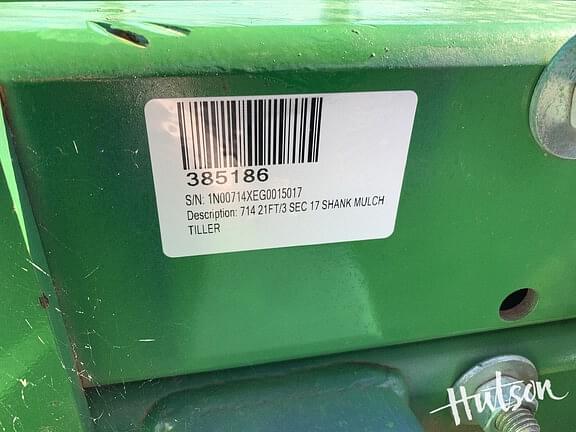 385186
S/N: 1N00714XEG0015017
Description: 714 21FT/3 SEC 17 SHANK MULCH
TILLER
Hutson